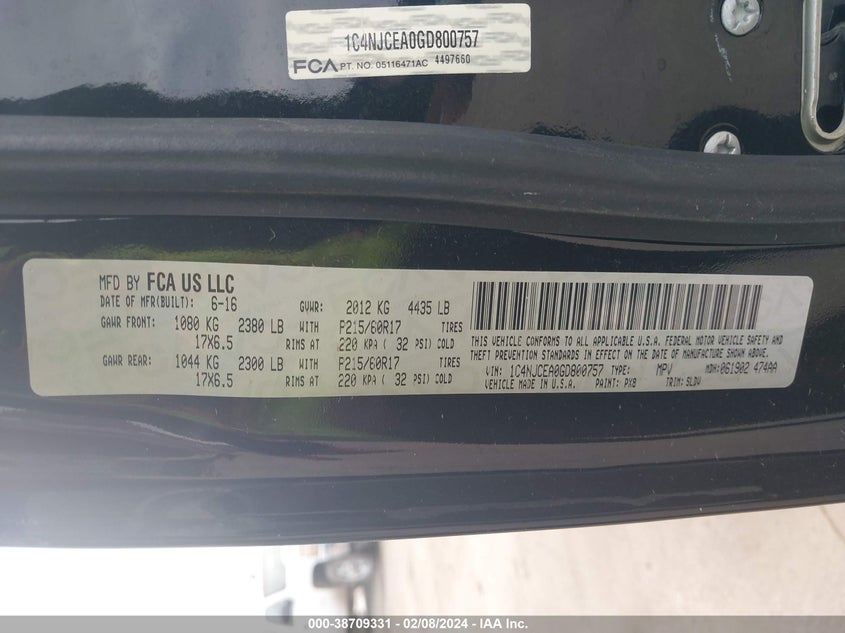 1C4NJCEA0GD800757
FCA PT. NO. 05116471AC 4497660
MFD BY FCA US LLC
DATE OF MFR(BUILT): 6-16 GVWR: 2012 KG 4435 LB
GAWR FRONT: 1080 KG 2380 LB WITH F215/60R17 TIRES
17X6.5 RIMS AT 220 KPA ( 32 PSI) COLD
GAWR REAR: 1044 KG 2300 LB WITH F215/60R17 TIRES
17X6.5 RIMS AT 220 KPA ( 32 PSI) COLD
THIS VEHICLE CONFORMS TO ALL APPLICABLE U.S.A. FEDERAL MOTOR VEHICLE SAFETY AND
THEFT PREVENTION STANDARDS IN EFFECT ON THE DATE OF MANUFACTURE SHOWN ABOVE.
VIN: 1C4NJCEA0GD800757 TYPE: MPV MDH:061902 474AA
VEHICLE MADE IN U.S.A. PAINT: PX8 TRIM: SLDV
000-38709331 - 02/08/2024 - IAA Inc.